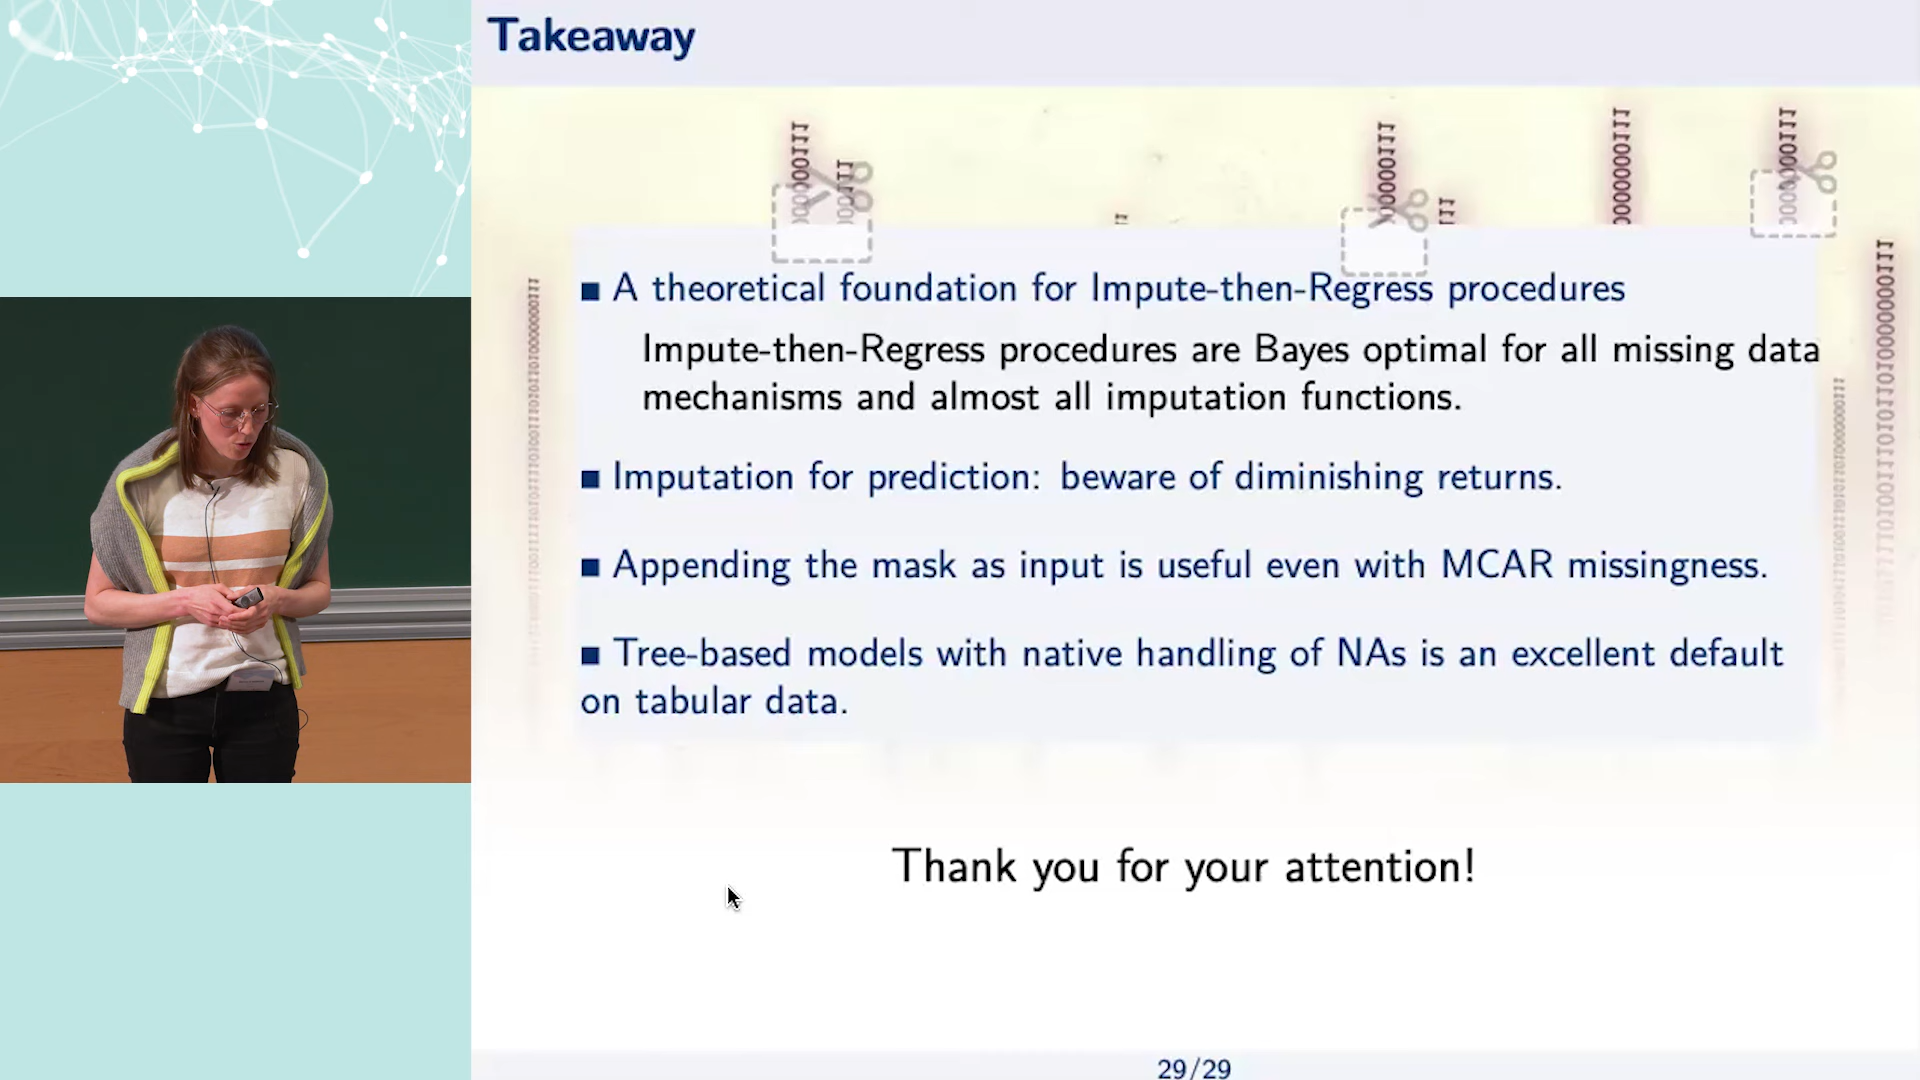 Takeaway
■ A theoretical foundation for Impute-then-Regress procedures
Impute-then-Regress procedures are Bayes optimal for all missing data
mechanisms and almost all imputation functions.
■ Imputation for prediction: beware of diminishing returns.
■ Appending the mask as input is useful even with MCAR missingness.
■ Tree-based models with native handling of NAs is an excellent default
on tabular data.
Thank you for your attention!
29/29